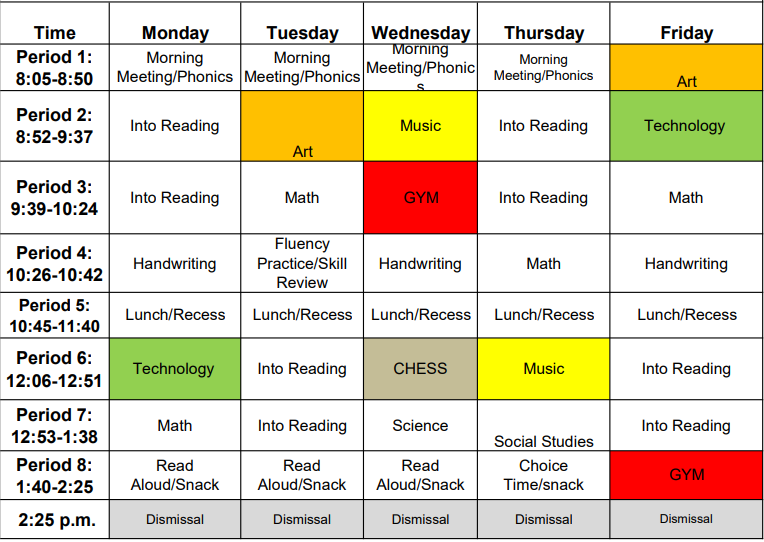 Time Monday Tuesday Wednesday Thursday Friday
Period 1:
8:05-8:50
Morning
Meeting/Phonics
Morning
Meeting/Phonics
Morning
Meeting/Phonic
s
Morning
Meeting/Phonics
Art
Period 2:
8:52-9:37
Into Reading
Art
Music
Into Reading
Technology
Period 3:
9:39-10:24
Into Reading
Math
GYM
Into Reading
Math
Period 4:
10:26-10:42
Handwriting
Fluency
Practice/Skill
Review
Handwriting
Math
Handwriting
Period 5:
10:45-11:40
Lunch/Recess
Lunch/Recess
Lunch/Recess
Lunch/Recess
Lunch/Recess
Period 6:
12:06-12:51
Technology
Into Reading
CHESS
Music
Into Reading
Period 7:
12:53-1:38
Math
Into Reading
Science
Social Studies
Into Reading
Period 8:
1:40-2:25
Read
Aloud/Snack
Read
Aloud/Snack
Read
Aloud/Snack
Choice
Time/snack
GYM
2:25 p.m.
Dismissal
Dismissal
Dismissal
Dismissal
Dismissal